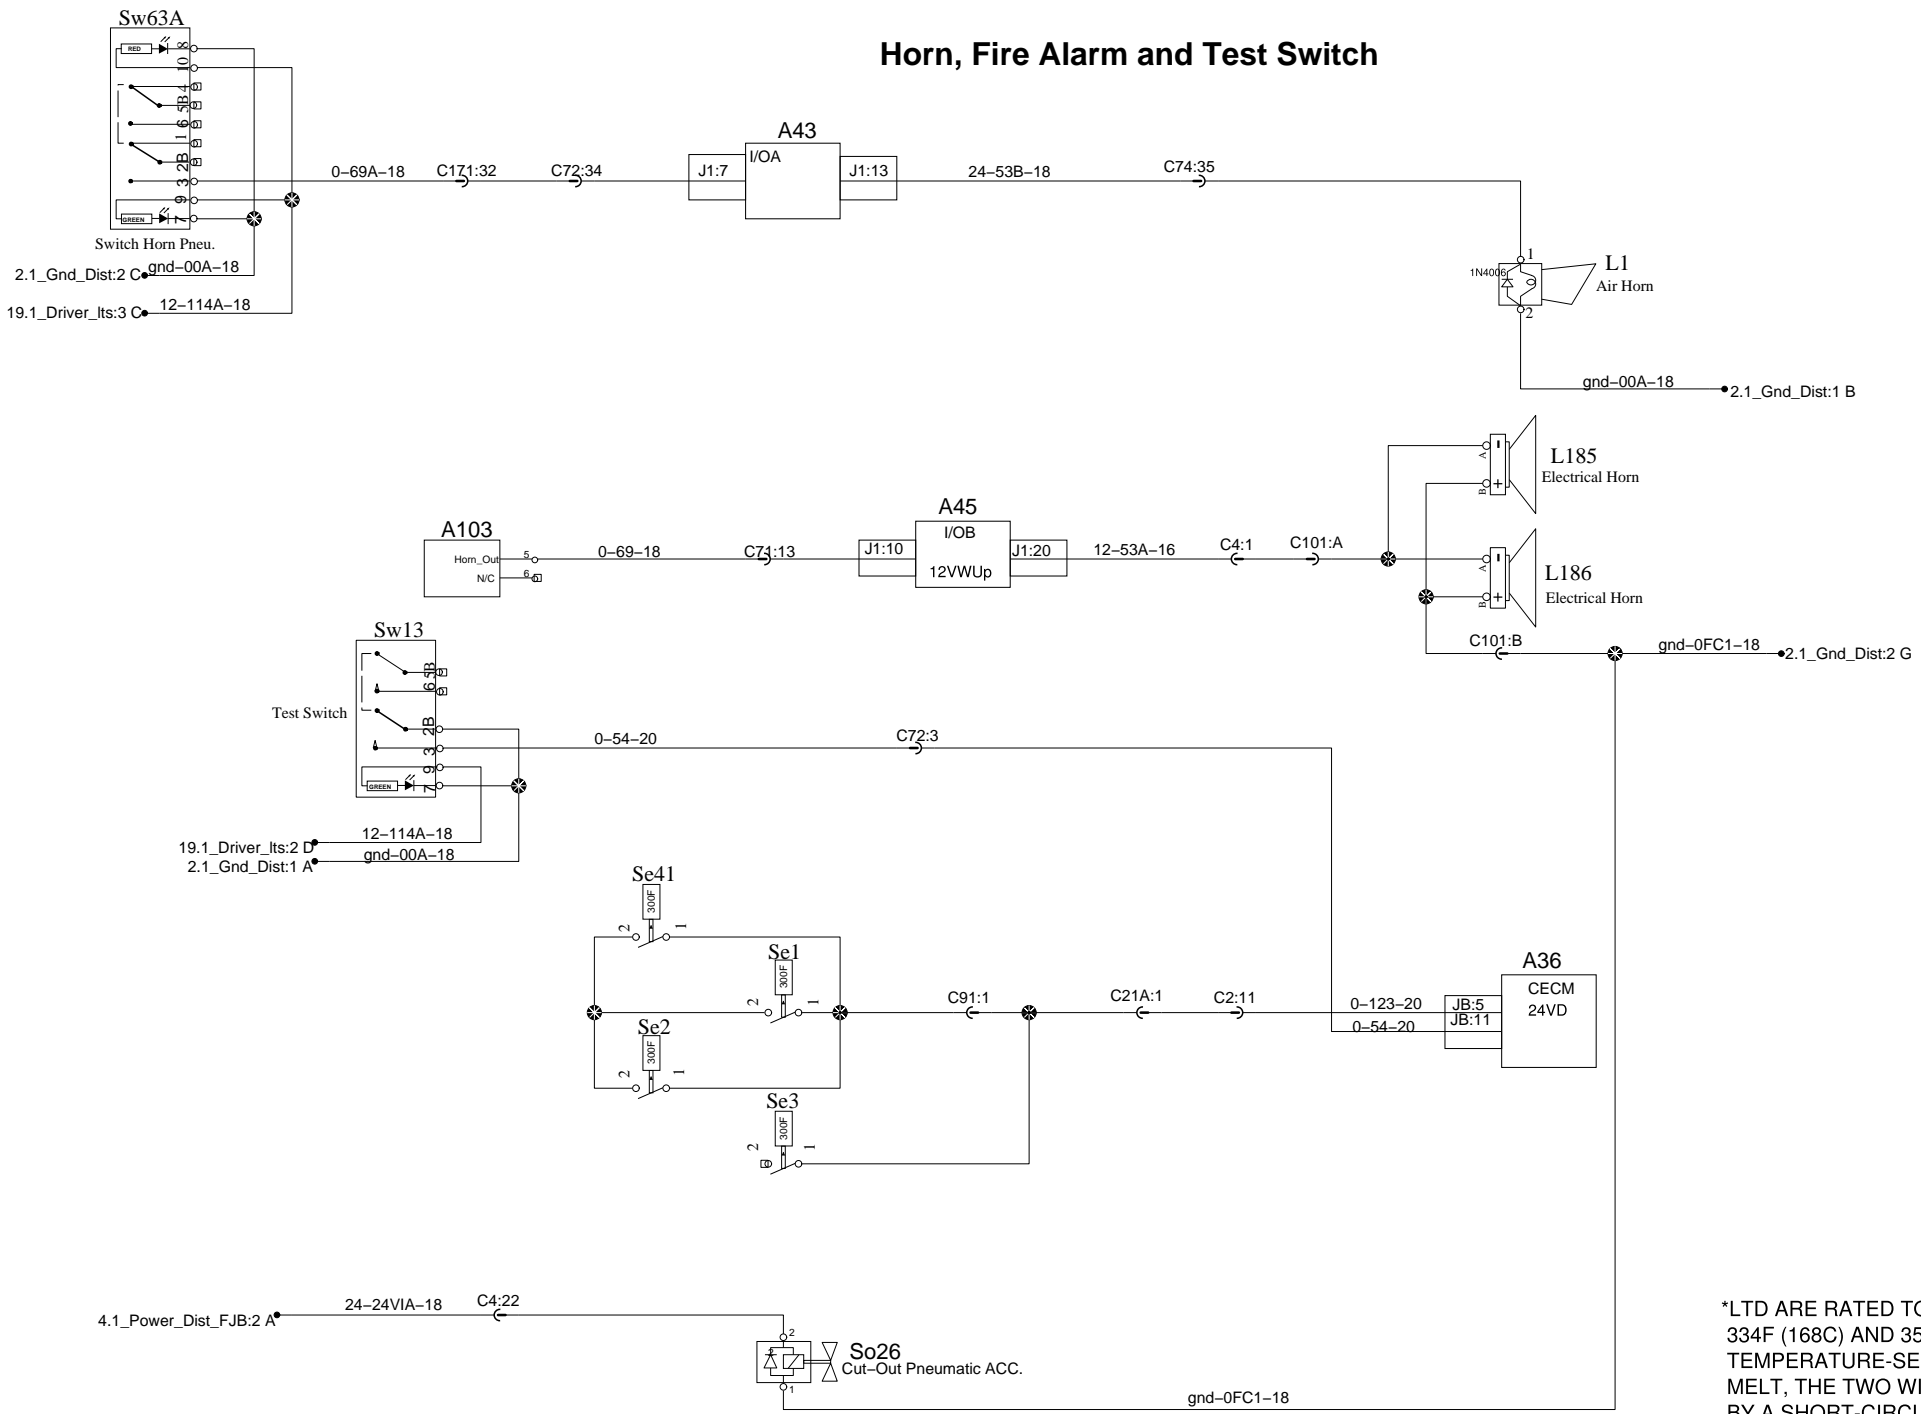 Horn, Fire Alarm and Test Switch
Sw63A
RED
8
10
4
5B
6
1
2B
3
9
GREEN
7
Switch Horn Pneu.
2.1_Gnd_Dist:2 C
gnd-00A-18
19.1_Driver_lts:3 C
12-114A-18
0-69A-18
C171:32
C72:34
A43
I/OA
J1:7
J1:13
24-53B-18
C74:35
1
1N4006
L1
Air Horn
2
gnd-00A-18
2.1_Gnd_Dist:1 B
A103
Horn_Out
5
N/C
6
0-69-18
C71:13
A45
I/OB
J1:10
J1:20
12VWUp
12-53A-16
C4:1
C101:A
A
B
+
L185
Electrical Horn
A
B
+
L186
Electrical Horn
C101:B
gnd-0FC1-18
2.1_Gnd_Dist:2 G
Sw13
5B
6
Test Switch
2B
3
9
GREEN
7
0-54-20
C72:3
19.1_Driver_lts:2 D
12-114A-18
2.1_Gnd_Dist:1 A
gnd-00A-18
Se41
300F
2
1
Se1
300F
2
1
Se2
300F
2
1
Se3
300F
2
1
C91:1
C21A:1
C2:11
0-123-20
0-54-20
JB:5
JB:11
A36
CECM
24VD
4.1_Power_Dist_FJB:2 A
24-24VIA-18
C4:22
2
So26
Cut-Out Pneumatic ACC.
1
gnd-0FC1-18
*LTD ARE RATED
334F (168C) AND
TEMPERATURE-SE
MELT, THE TWO
BY A SHORT-CIRCU